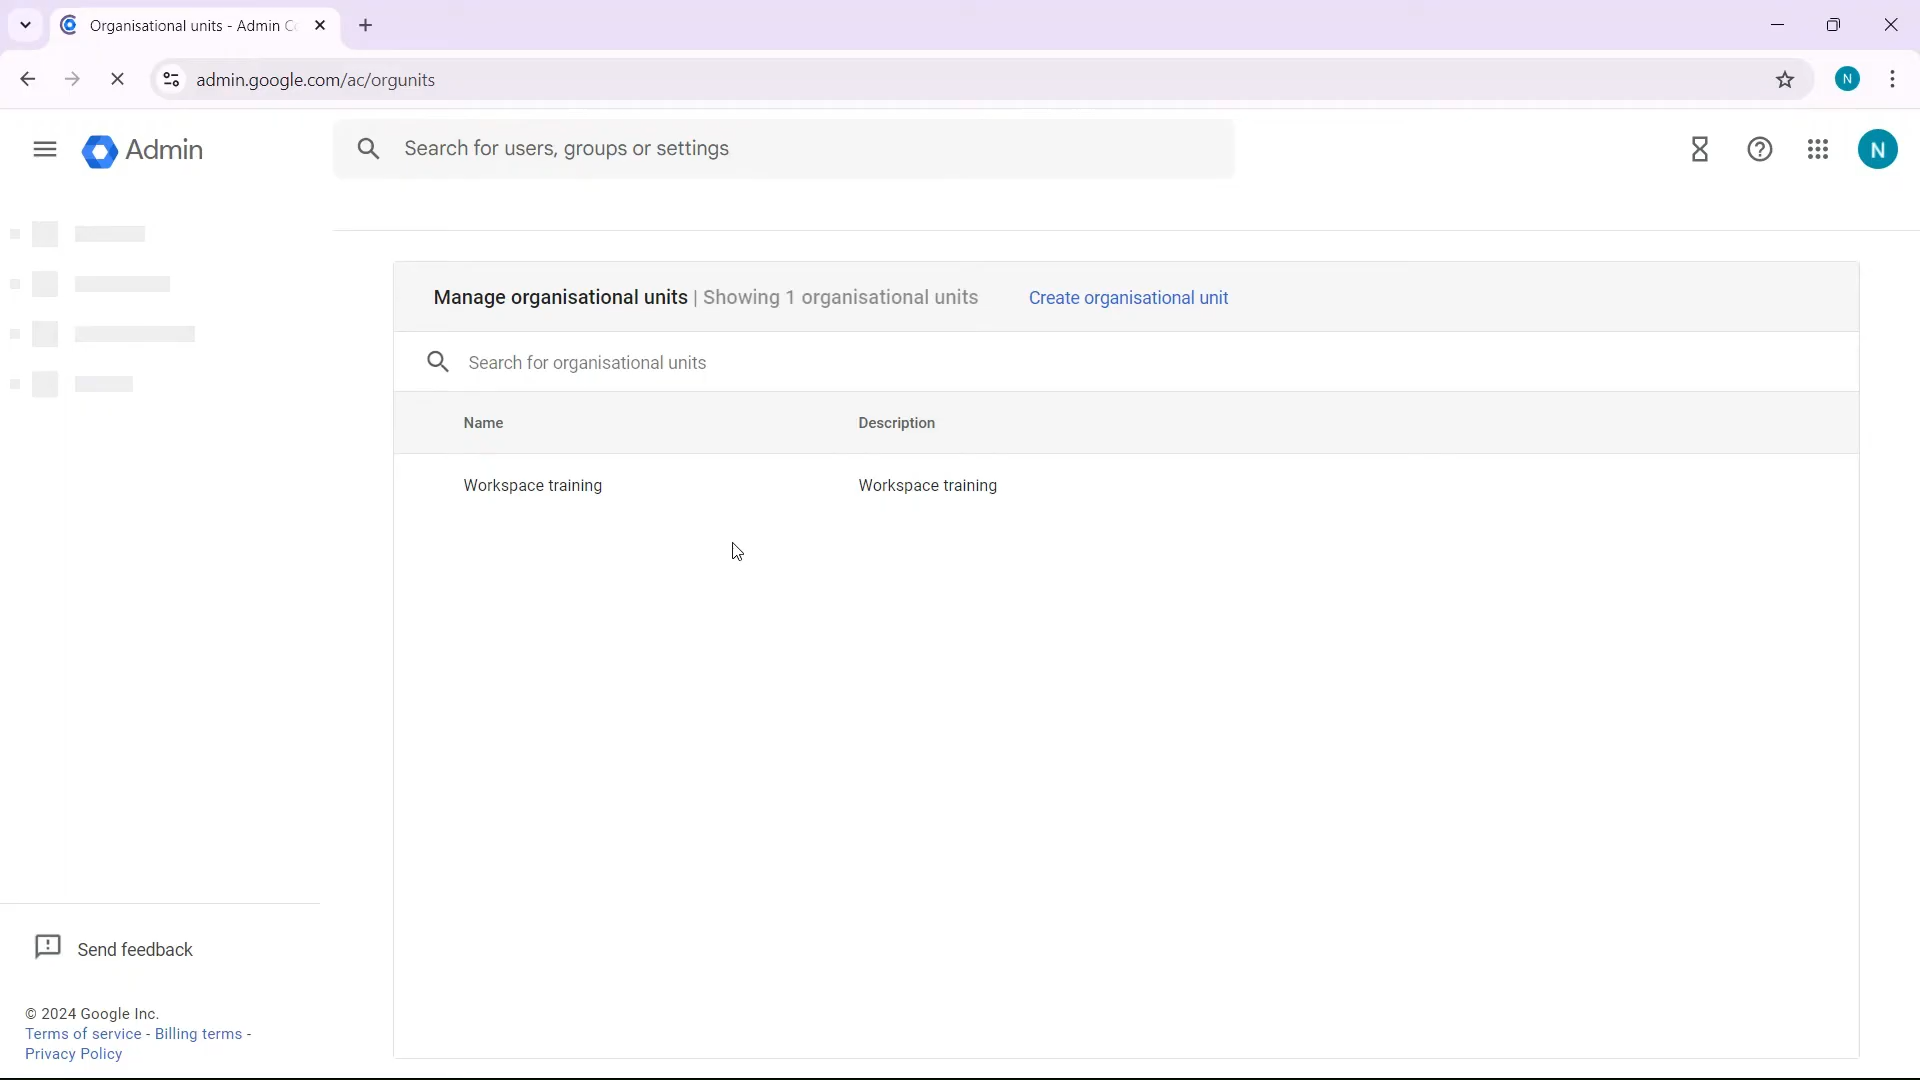 Organisational units - Admin C
admin.google.com/ac/orgunits
N
Admin
Search for users, groups or settings
N
Manage organisational units | Showing 1 organisational units
Create organisational unit
Search for organisational units
Name Description
Workspace training Workspace training
Send feedback
© 2024 Google Inc.
Terms of service - Billing terms -
Privacy Policy